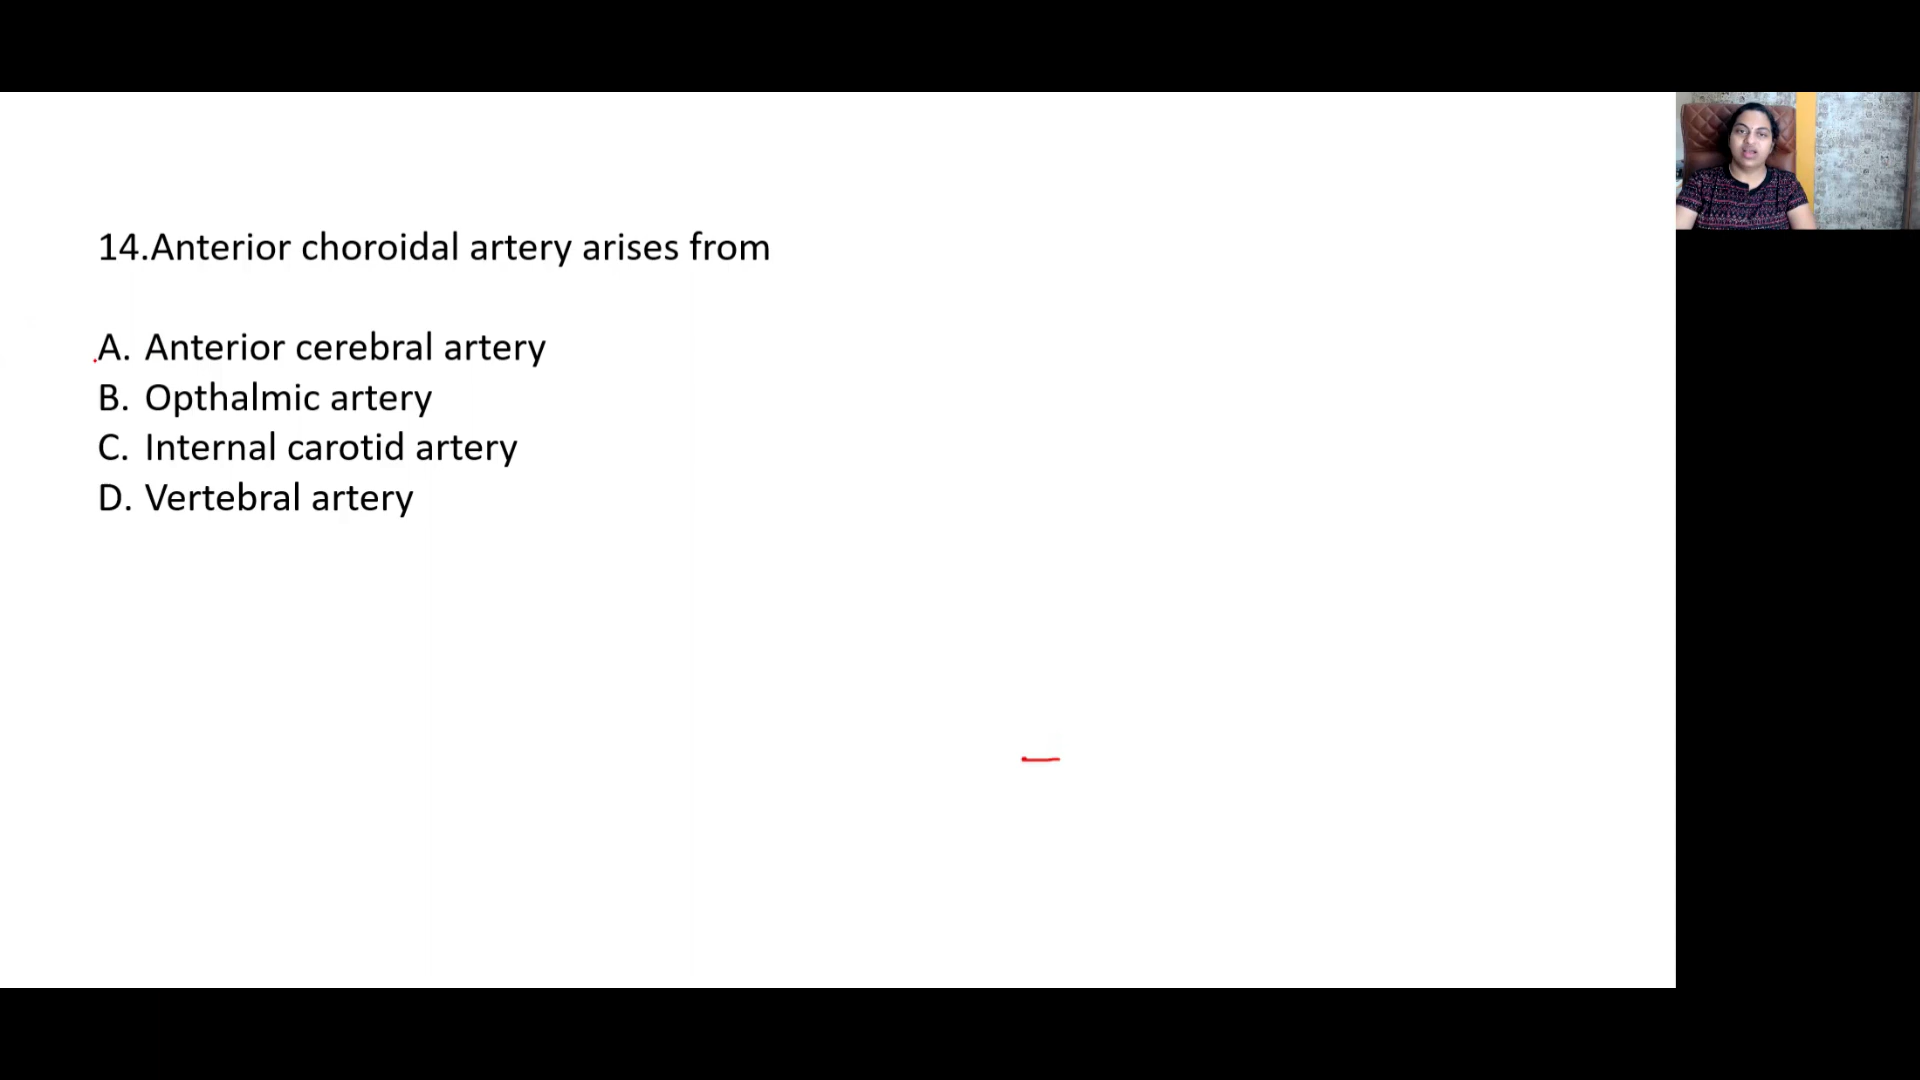 14.Anterior choroidal artery arises from
A. Anterior cerebral artery
B. Opthalmic artery
C. Internal carotid artery
D. Vertebral artery